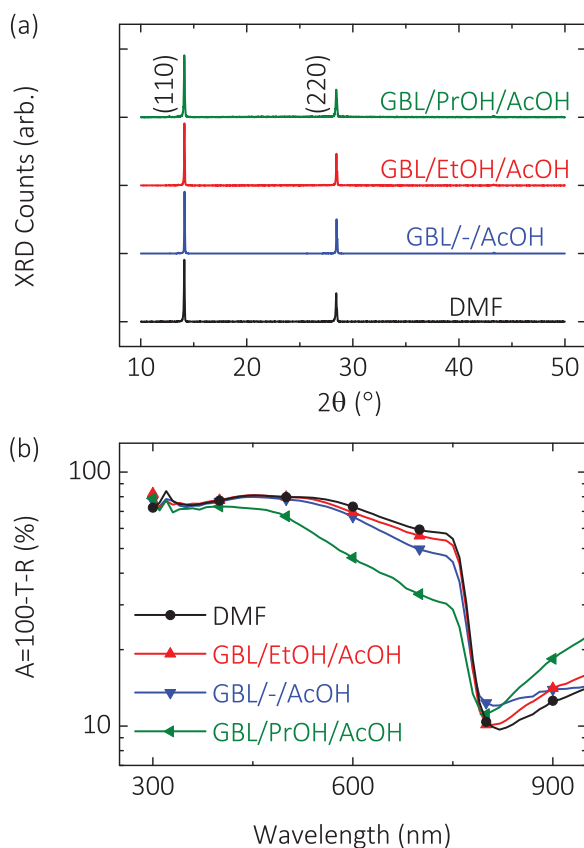 (a)
XRD Counts (arb.)
(110)
(220)
GBL/PrOH/AcOH
GBL/EtOH/AcOH
GBL/-/AcOH
DMF
10 20 30 40 50
2θ (°)
(b)
A=100-T-R (%)
100
10
DMF
GBL/EtOH/AcOH
GBL/-/AcOH
GBL/PrOH/AcOH
300 600 900
Wavelength (nm)